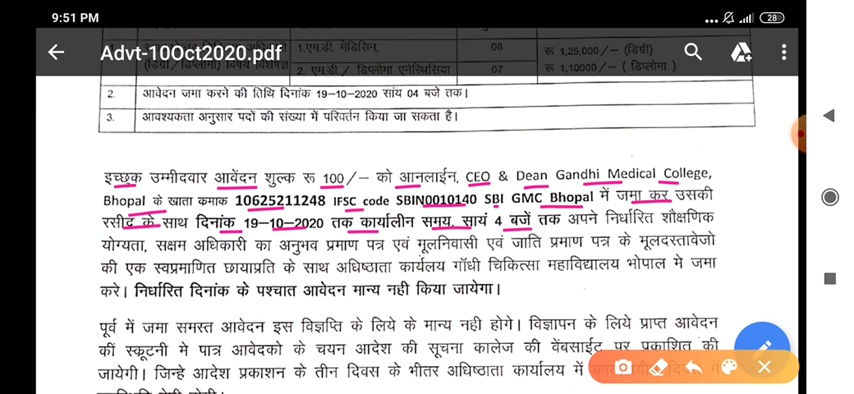 9:51 PM
28
Advt-10Oct2020.pdf
1.एम.डी. मेडिसिन, 08 रू 1,25,000/– (डिग्री)
(डिग्री/ डिप्लोमा) विषय विशेषज्ञ 2. एम.डी./ डिप्लोमा एनेस्थिसिया 07 रू 1,10000/– ( डिप्लोमा )
2. आवेदन जमा करने की तिथि दिनांक 19–10–2020 सांय 04 बजे तक।
3. आवश्यकता अनुसार पदों की संख्या में परिवर्तन किया जा सकता है।
इच्छुक उम्मीदवार आवेंदन शुल्क रू 100/– को आनलाईन, CEO & Dean Gandhi Medical College,
Bhopal के खाता कमाक 10625211248 IFSC code SBIN0010140 SBI GMC Bhopal में जमा कर उसकी
रसीद के साथ दिनांक 19–10–2020 तक कार्यालीन समय, सायं 4 बजें तक अपने निर्धारित शौक्षणिक
योग्यता, सक्षम अधिकारी का अनुभव प्रमाण पत्र एवं मूलनिवासी एवं जाति प्रमाण पत्र के मूलदस्तावेजो
की एक स्वप्रमाणित छायाप्रति के साथ अधिष्ठाता कार्यलय गॉधी चिकित्सा महाविद्यालय भोपाल मे जमा
करे। निर्धारित दिनांक के पश्चात आवेदन मान्य नही किया जायेगा।
पूर्व में जमा समस्त आवेदन इस विज्ञप्ति के लिये के मान्य नही होगे। विज्ञापन के लिये प्राप्त आवेदन
कीं स्कूटनी मे पात्र आवेदको के चयन आदेश की सूचना कालेज की वेंबसाईट पर प्रकाशित की
जायेगी। जिन्हे आदेश प्रकाशन के तीन दिवस के भीतर अधिष्ठाता कार्यालय में